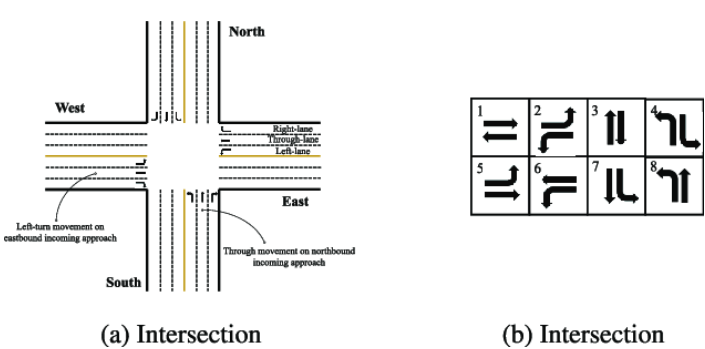 North
West
Right-lane
Through-lane
Left-lane
East
Left-turn movement on
eastbound incoming approach
Through movement on northbound
incoming approach
South
1 2 3 4
5 6 7 8
(a) Intersection
(b) Intersection